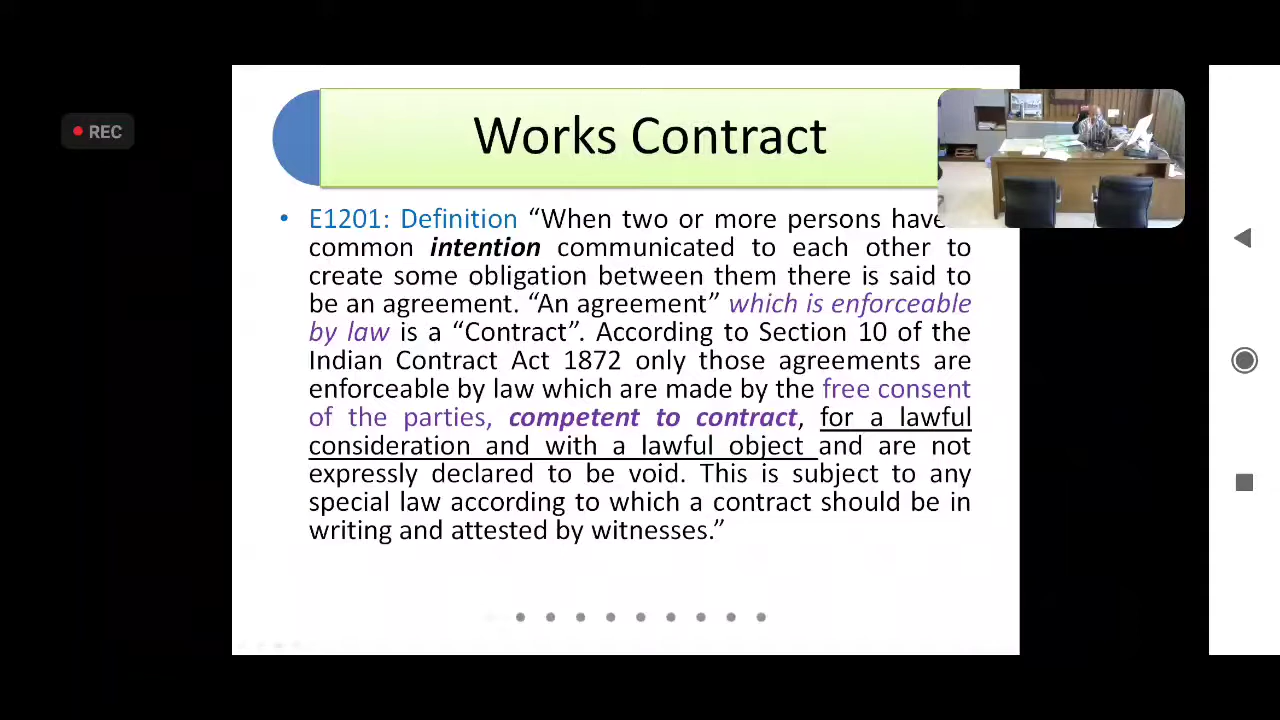 REC
Works Contract
• E1201: Definition “When two or more persons have
common intention communicated to each other to
create some obligation between them there is said to
be an agreement. “An agreement” which is enforceable
by law is a “Contract”. According to Section 10 of the
Indian Contract Act 1872 only those agreements are
enforceable by law which are made by the free consent
of the parties, competent to contract, for a lawful
consideration and with a lawful object and are not
expressly declared to be void. This is subject to any
special law according to which a contract should be in
writing and attested by witnesses.”